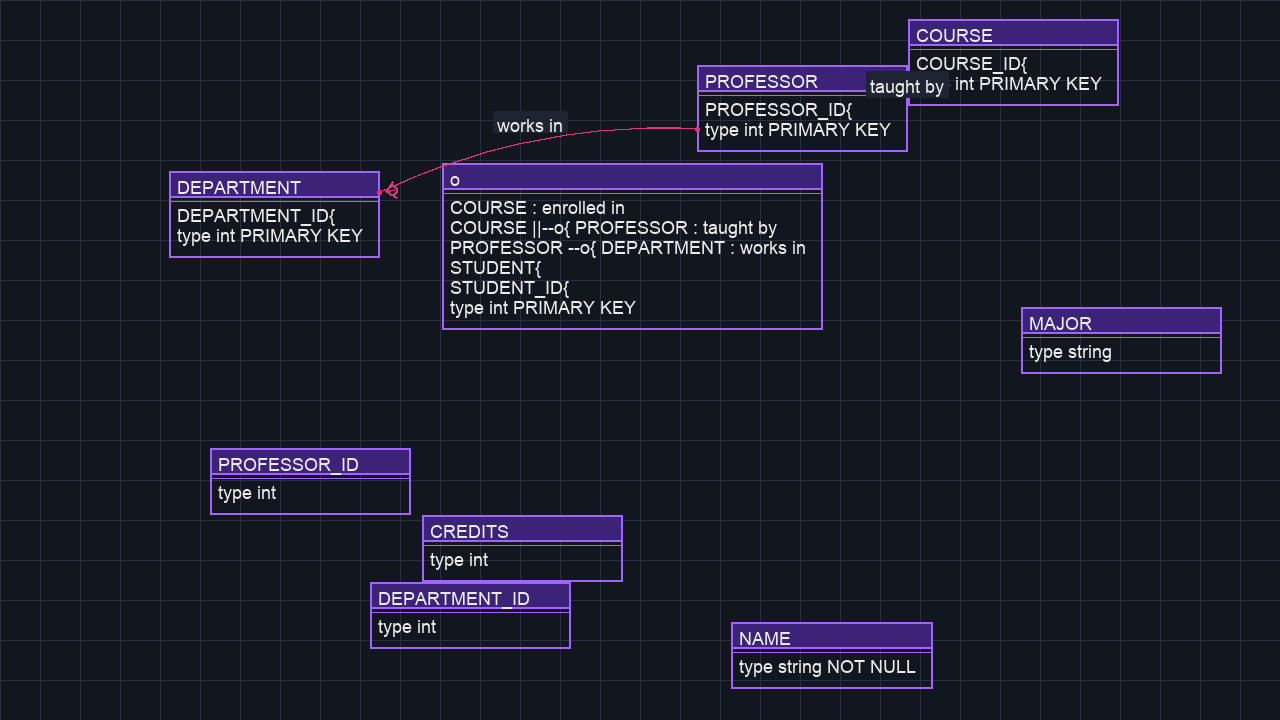 COURSE
COURSE_ID{
int PRIMARY KEY
taught by
PROFESSOR
PROFESSOR_ID{
type int PRIMARY KEY
works in
DEPARTMENT
DEPARTMENT_ID{
type int PRIMARY KEY
o
COURSE : enrolled in
COURSE ||--o{ PROFESSOR : taught by
PROFESSOR --o{ DEPARTMENT : works in
STUDENT{
STUDENT_ID{
type int PRIMARY KEY
MAJOR
type string
PROFESSOR_ID
type int
CREDITS
type int
DEPARTMENT_ID
type int
NAME
type string NOT NULL